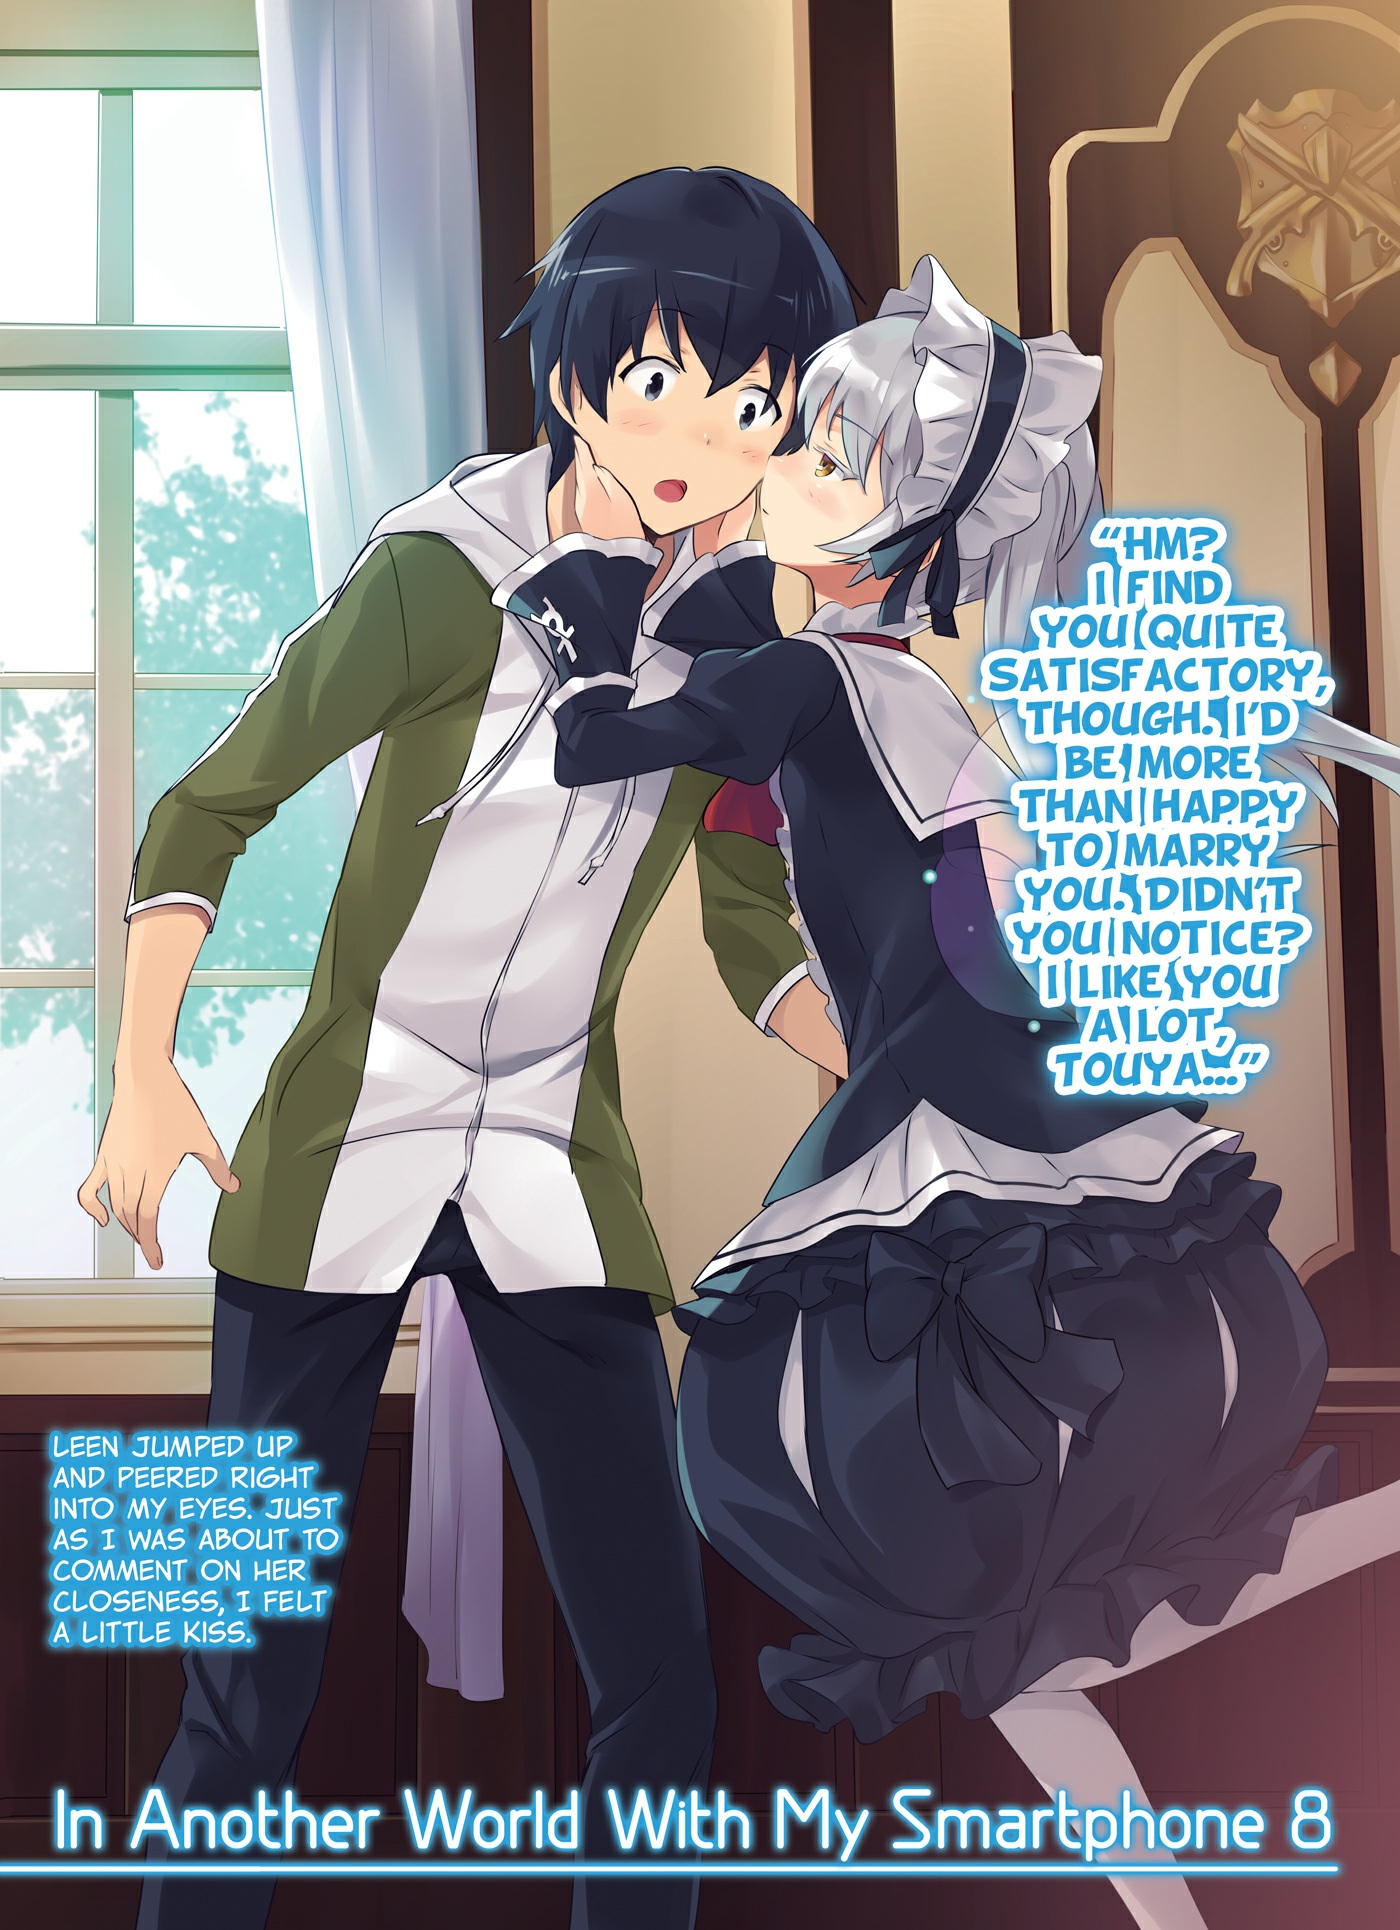 "HM?
I FIND
YOU QUITE
SATISFACTORY,
THOUGH. I'D
BE MORE
THAN HAPPY
TO MARRY
YOU. DIDN'T
YOU NOTICE?
I LIKE YOU
A LOT,
TOUYA..."
LEEN JUMPED UP
AND PEERED RIGHT
INTO MY EYES. JUST
AS I WAS ABOUT TO
COMMENT ON HER
CLOSENESS, I FELT
A LITTLE KISS.
In Another World With My Smartphone 8